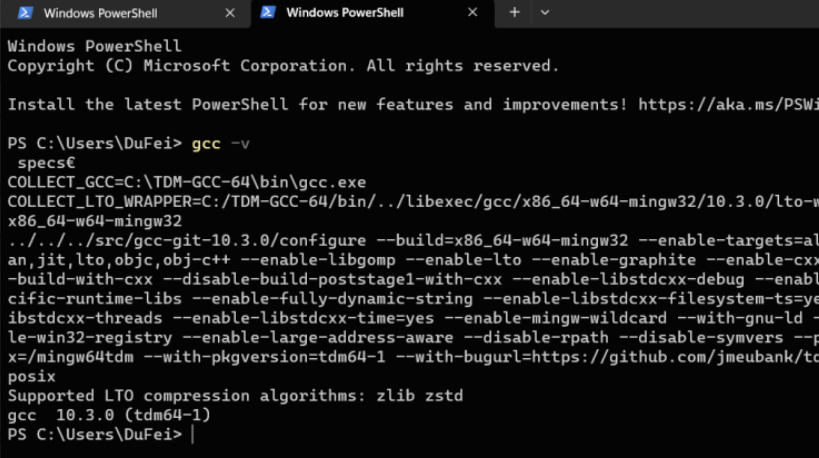 Windows PowerShell
Windows PowerShell
Windows PowerShell
Copyright (C) Microsoft Corporation. All rights reserved.
Install the latest PowerShell for new features and improvements! https://aka.ms/PSWi
PS C:\Users\DuFei> gcc -v
specs€
COLLECT_GCC=C:\TDM-GCC-64\bin\gcc.exe
COLLECT_LTO_WRAPPER=C:/TDM-GCC-64/bin/../libexec/gcc/x86_64-w64-mingw32/10.3.0/lto-w
x86_64-w64-mingw32
../../../src/gcc-git-10.3.0/configure --build=x86_64-w64-mingw32 --enable-targets=al
an,jit,lto,objc,obj-c++ --enable-libgomp --enable-lto --enable-graphite --enable-cxx
-build-with-cxx --disable-build-poststage1-with-cxx --enable-libstdcxx-debug --enabl
cific-runtime-libs --enable-fully-dynamic-string --enable-libstdcxx-filesystem-ts=ye
ibstdcxx-threads --enable-libstdcxx-time=yes --enable-mingw-wildcard --with-gnu-ld -
le-win32-registry --enable-large-address-aware --disable-rpath --disable-symvers --p
x=/mingw64tdm --with-pkgversion=tdm64-1 --with-bugurl=https://github.com/jmeubank/td
posix
Supported LTO compression algorithms: zlib zstd
gcc  10.3.0 (tdm64-1)
PS C:\Users\DuFei>